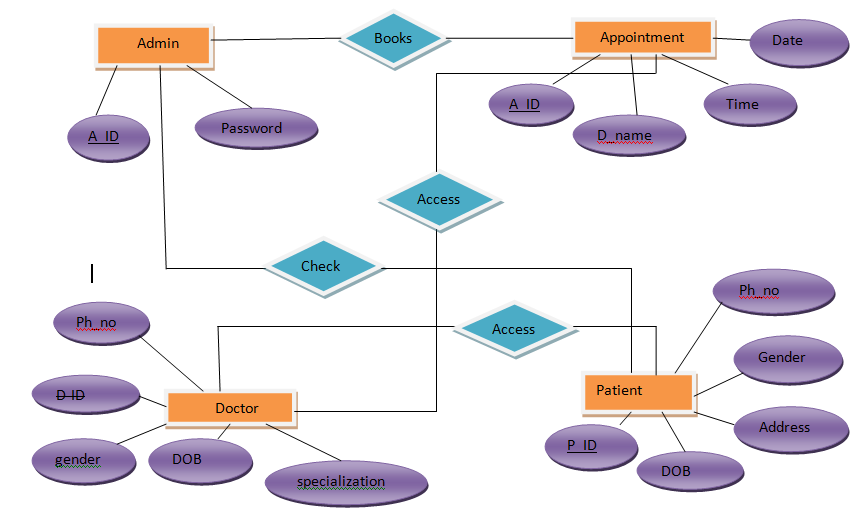 Admin
Books
Appointment
Date
A_ID
Password
A_ID
D_name
Time
Access
Check
Ph_no
Access
Ph_no
Gender
D-ID
Doctor
Patient
Address
gender
DOB
specialization
P_ID
DOB